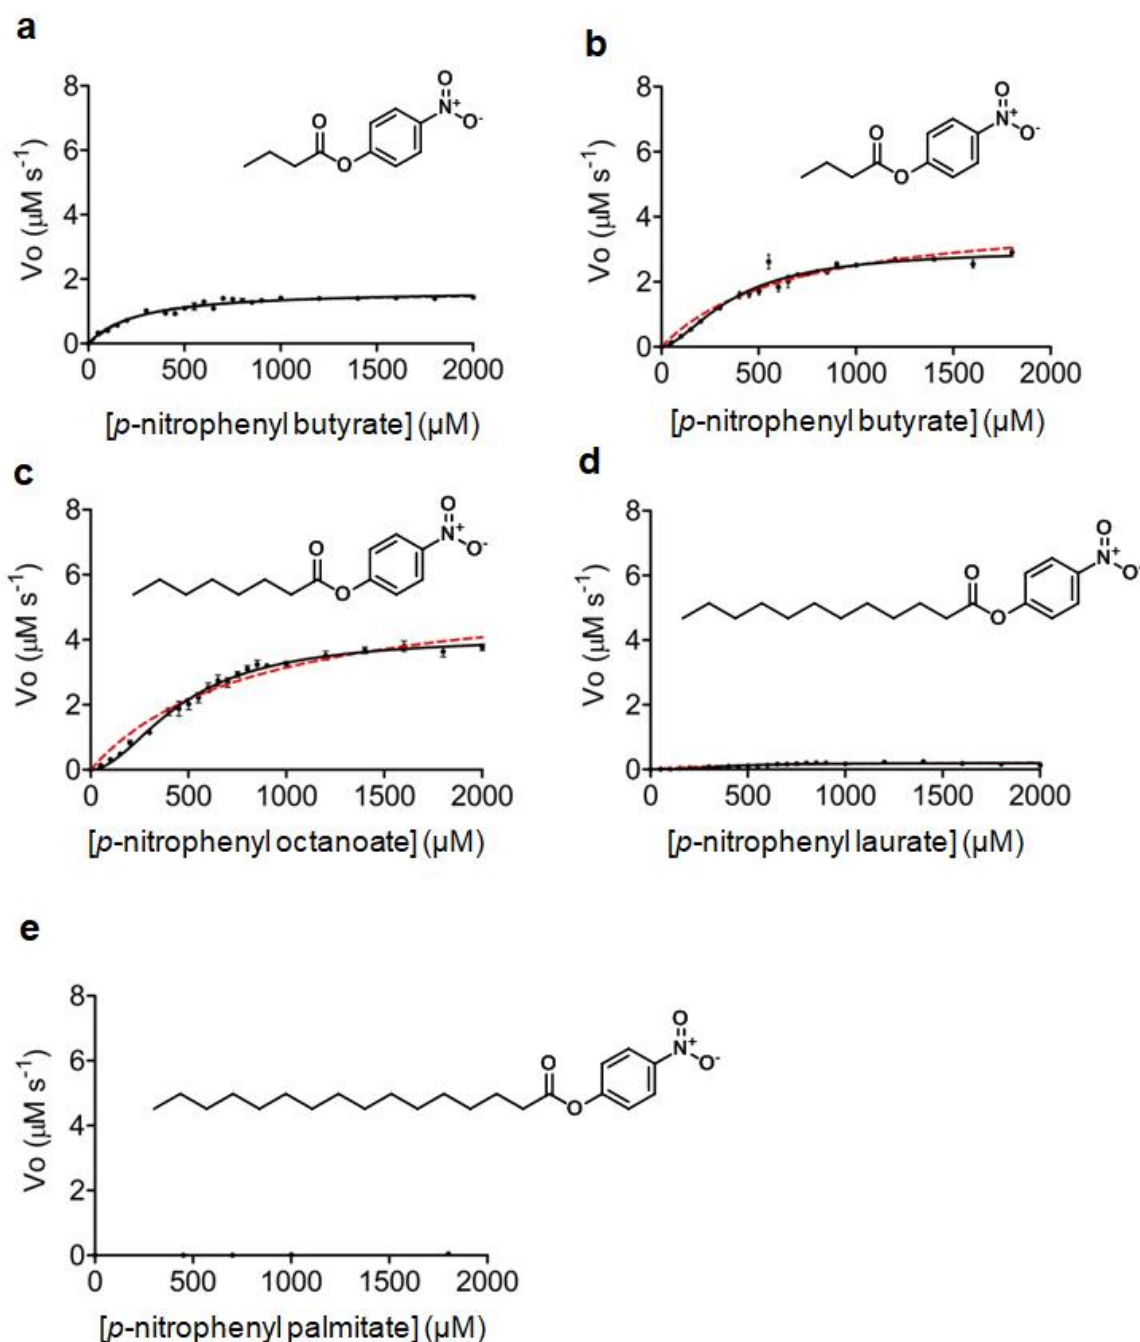 a
8
6
4
2
0
Vo (µM s⁻¹)
O
O
N⁺
O
O⁻
0 500 1000 1500 2000
[p-nitrophenyl butyrate] (µM)
b
8
6
4
2
0
Vo (µM s⁻¹)
O
O
N⁺
O
O⁻
0 500 1000 1500 2000
[p-nitrophenyl butyrate] (µM)
c
8
6
4
2
0
Vo (µM s⁻¹)
O
O
N⁺
O
O⁻
0 500 1000 1500 2000
[p-nitrophenyl octanoate] (µM)
d
8
6
4
2
0
Vo (µM s⁻¹)
O
O
N⁺
O
O⁻
0 500 1000 1500 2000
[p-nitrophenyl laurate] (µM)
e
8
6
4
2
0
Vo (µM s⁻¹)
O
O
N⁺
O
O⁻
0 500 1000 1500 2000
[p-nitrophenyl palmitate] (µM)